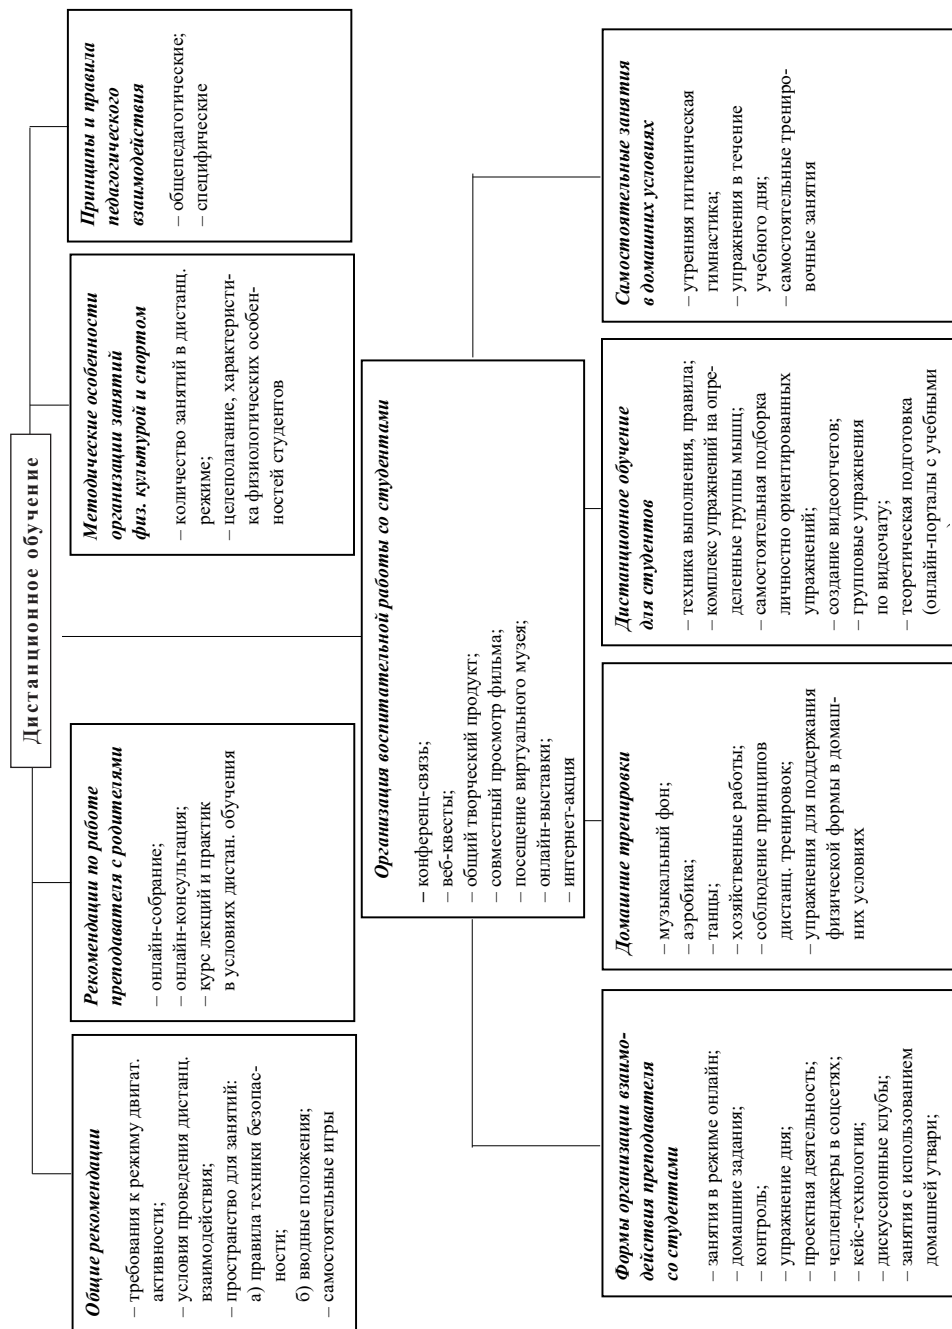 Дистанционное обучение
Общие рекомендации
– требования к режиму двигат.
активности;
– условия проведения дистанц.
взаимодействия;
– пространство для занятий:
а) правила техники безопас-
ности;
б) вводные положения;
– самостоятельные игры
Рекомендации по работе
преподавателя с родителями
– онлайн-собрание;
– онлайн-консультация;
– курс лекций и практик
в условиях дистан. обучения
Методические особенности
организации занятий
физ. культурой и спортом
– количество занятий в дистанц.
режиме;
– целеполагание, характеристи-
ка физиологических особен-
ностей студентов
Принципы и правила
педагогического
взаимодействия
– общепедагогические;
– специфические
Организация воспитательной работы со студентами
– конференц-связь;
– веб-квесты;
– общий творческий продукт;
– совместный просмотр фильма;
– посещение виртуального музея;
– онлайн-выставки;
– интернет-акция
Формы организации взаимо-
действия преподавателя
со студентами
– занятия в режиме онлайн;
– домашние задания;
– контроль;
– упражнение дня;
– проектная деятельность;
– челленджеры в соцсетях;
– кейс-технологии;
– дискуссионные клубы;
– занятия с использованием
домашней утвари;
Домашние тренировки
– музыкальный фон;
– аэробика;
– танцы;
– хозяйственные работы;
– соблюдение принципов
дистанц. тренировок;
– упражнения для поддержания
физической формы в домаш-
них условиях
Дистанционное обучение
для студентов
– техника выполнения, правила;
– комплекс упражнений на опре-
деленные группы мышц;
– самостоятельная подборка
личностно ориентированных
упражнений;
– создание видеоотчетов;
– групповые упражнения
по видеочату;
– теоретическая подготовка
(онлайн-порталы с учебными
Самостоятельные занятия
в домашних условиях
– утренняя гигиеническая
гимнастика;
– упражнения в течение
учебного дня;
– самостоятельные трениро-
вочные занятия